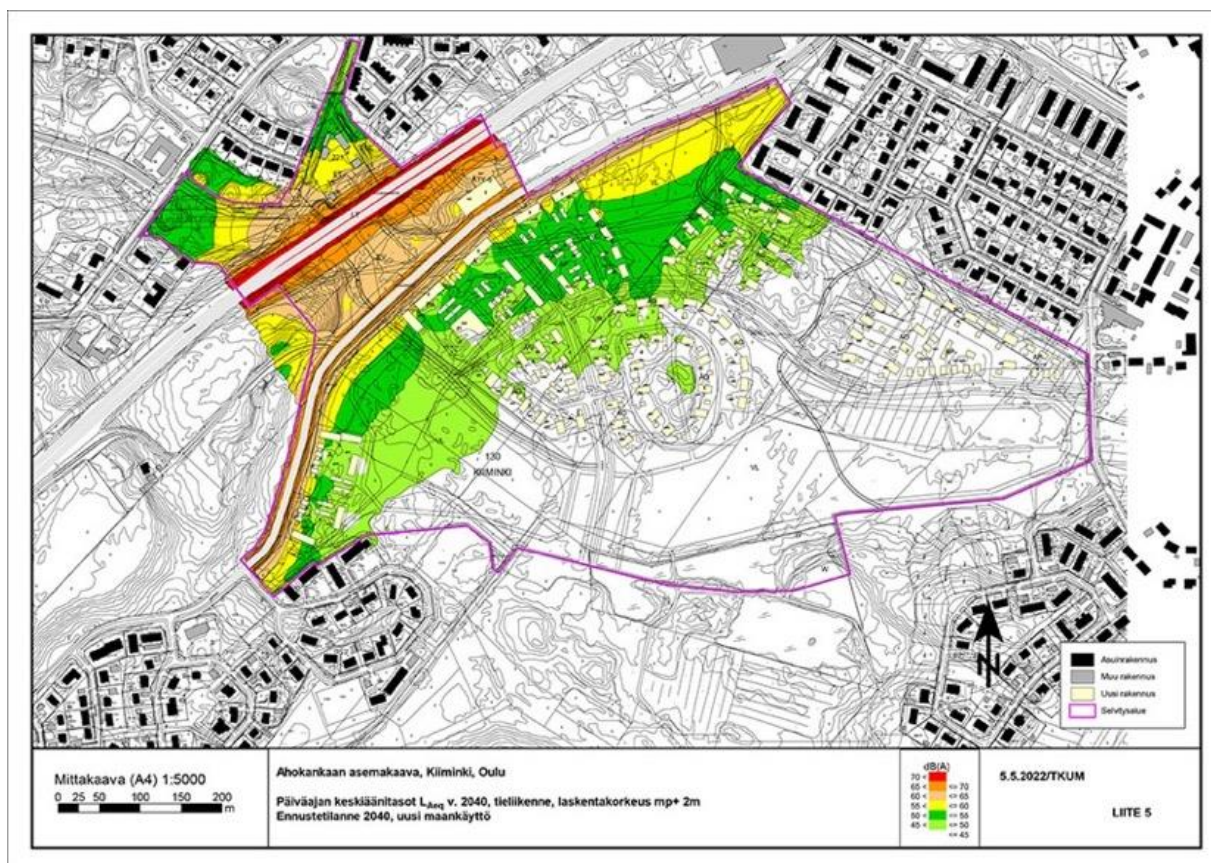 130
KIIMINKI
VL
AO
W
N
Asuinrakennus
Muu rakennus
Uusi rakennus
Selvitysalue
Mittakaava (A4) 1:5000
0 25 50 100 150 200
m
Ahokankaan asemakaava, Kiiminki, Oulu
Päiväajan keskiäänitasot LAeq v. 2040, tieliikenne, laskentakorkeus mp+ 2m
Ennustetilanne 2040, uusi maankäyttö
dB(A)
70 <
65 < <= 70
60 < <= 65
55 < <= 60
50 < <= 55
45 < <= 50
<= 45
5.5.2022/TKUM
LIITE 5